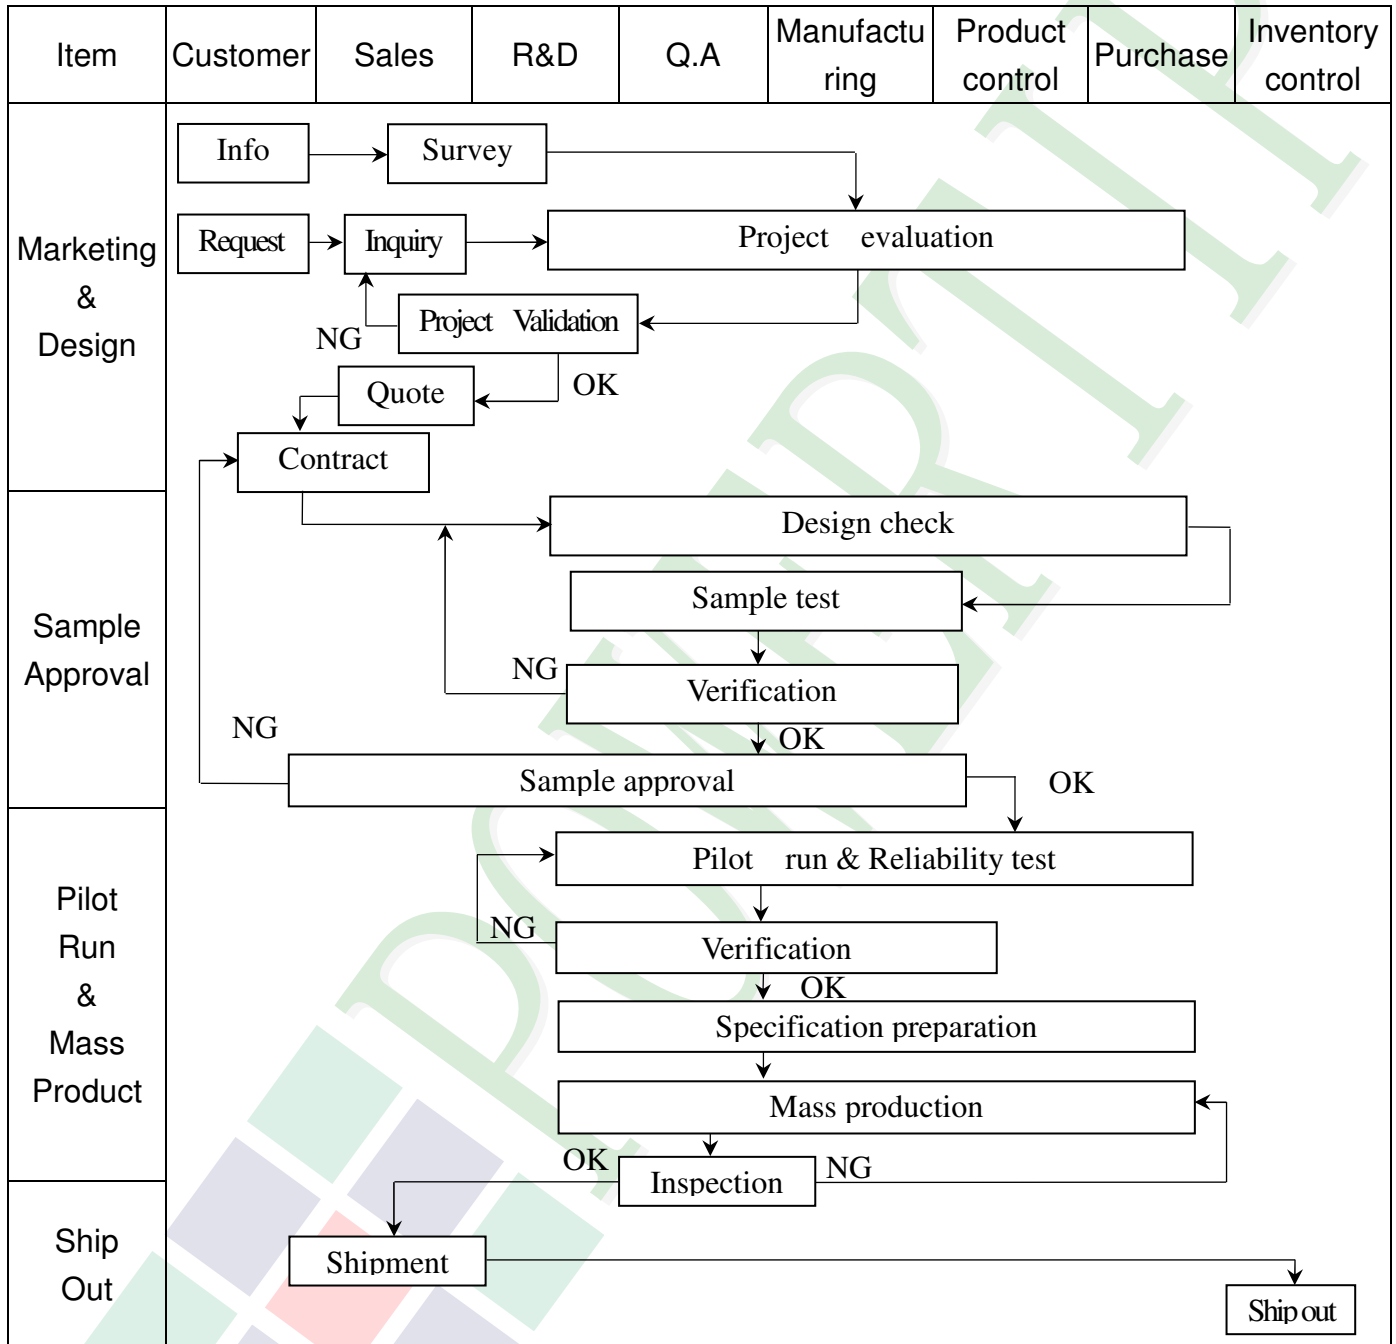 Item
Customer
Sales
R&D
Q.A
Manufactu
ring
Product
control
Purchase
Inventory
control
Marketing
&
Design
Info
Survey
Request
Inquiry
Project evaluation
NG
Project Validation
OK
Quote
Contract
Sample
Approval
Design check
Sample test
NG
Verification
NG
OK
Sample approval
OK
Pilot
Run
&
Mass
Product
Pilot run & Reliability test
NG
Verification
OK
Specification preparation
Mass production
OK
Inspection
NG
Ship
Out
Shipment
Ship out
POWERTIP